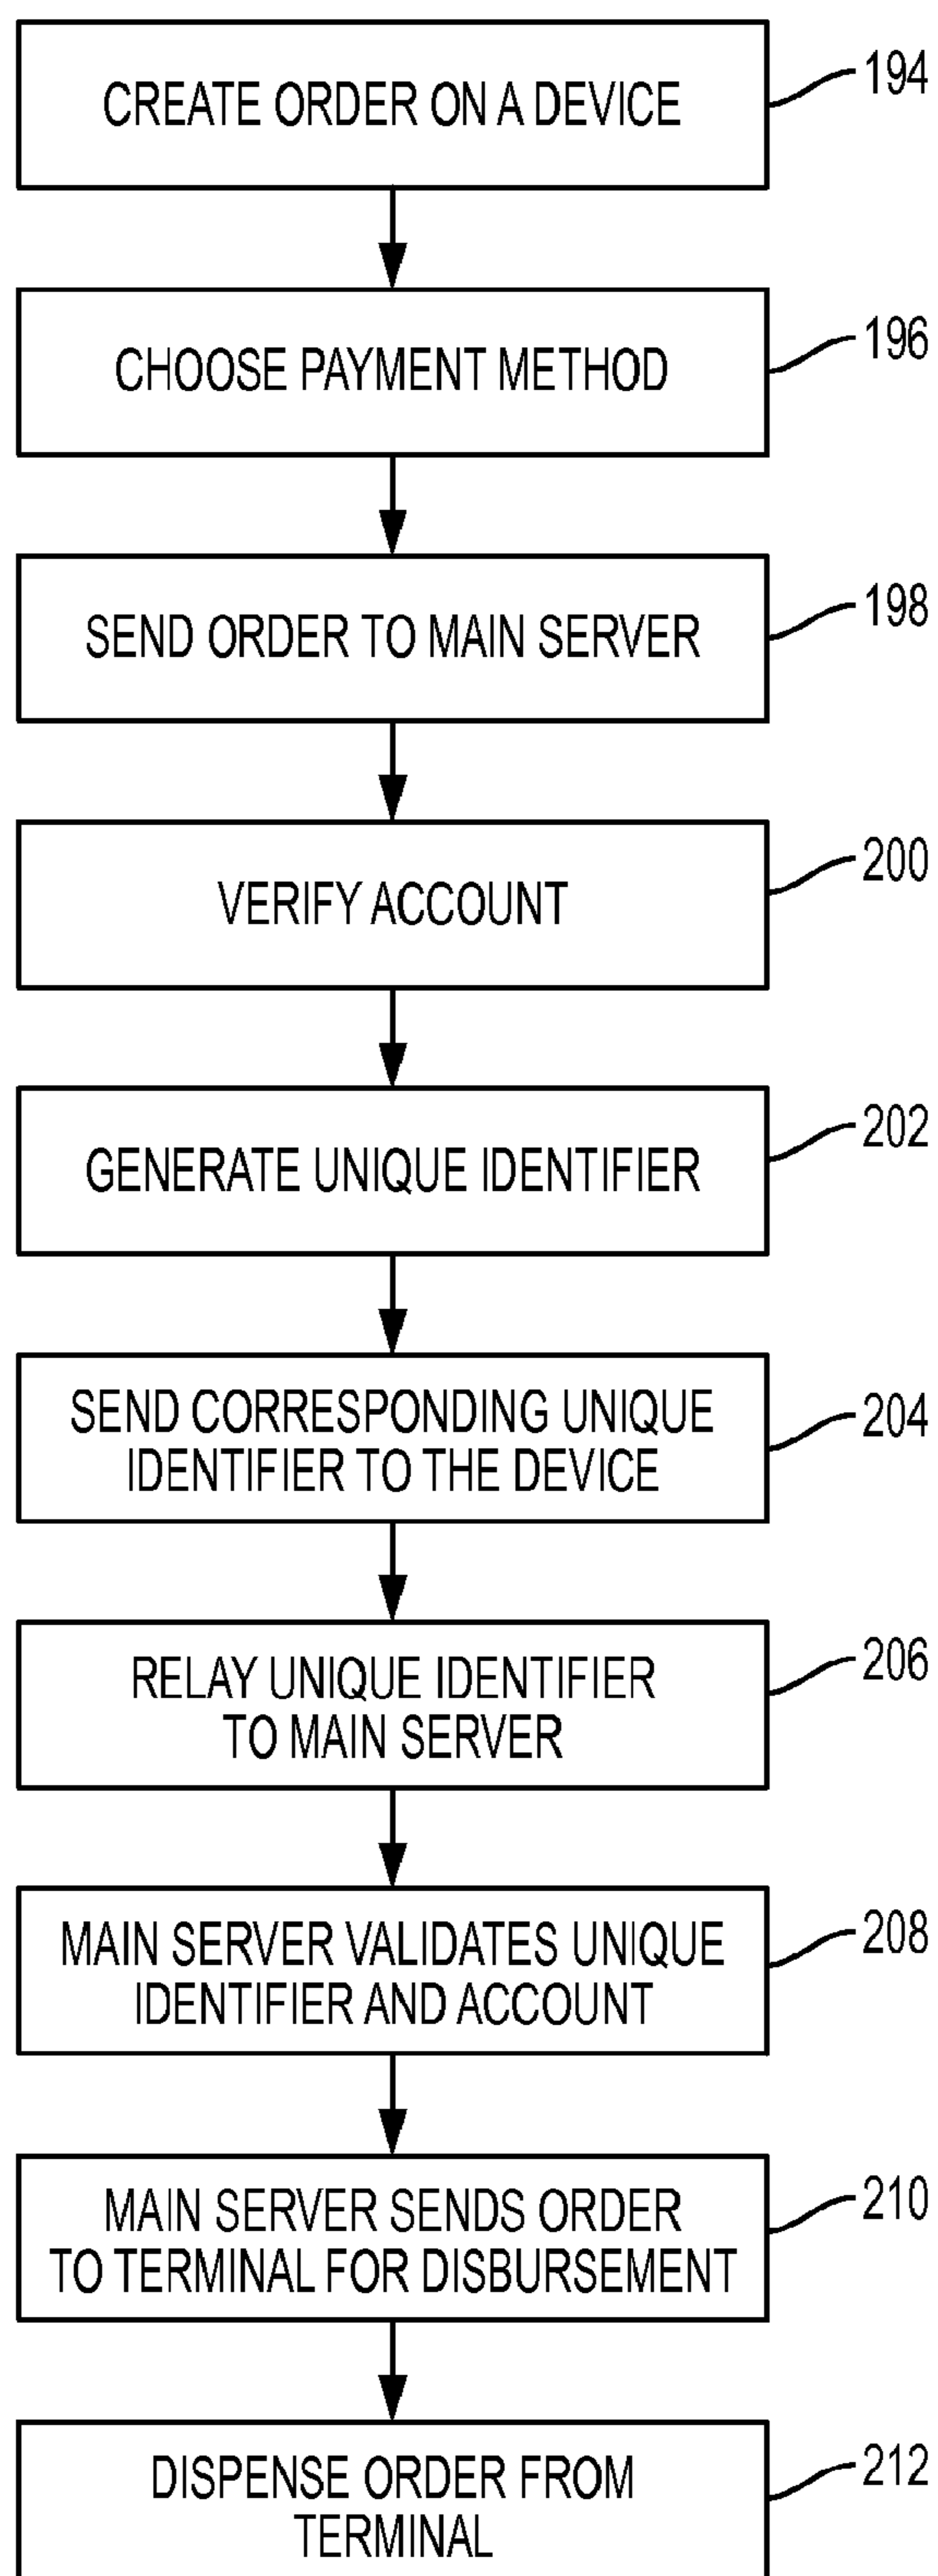 CREATE ORDER ON A DEVICE
194
CHOOSE PAYMENT METHOD
196
SEND ORDER TO MAIN SERVER
198
VERIFY ACCOUNT
200
GENERATE UNIQUE IDENTIFIER
202
SEND CORRESPONDING UNIQUE
IDENTIFIER TO THE DEVICE
204
RELAY UNIQUE IDENTIFIER
TO MAIN SERVER
206
MAIN SERVER VALIDATES UNIQUE
IDENTIFIER AND ACCOUNT
208
MAIN SERVER SENDS ORDER
TO TERMINAL FOR DISBURSEMENT
210
DISPENSE ORDER FROM
TERMINAL
212